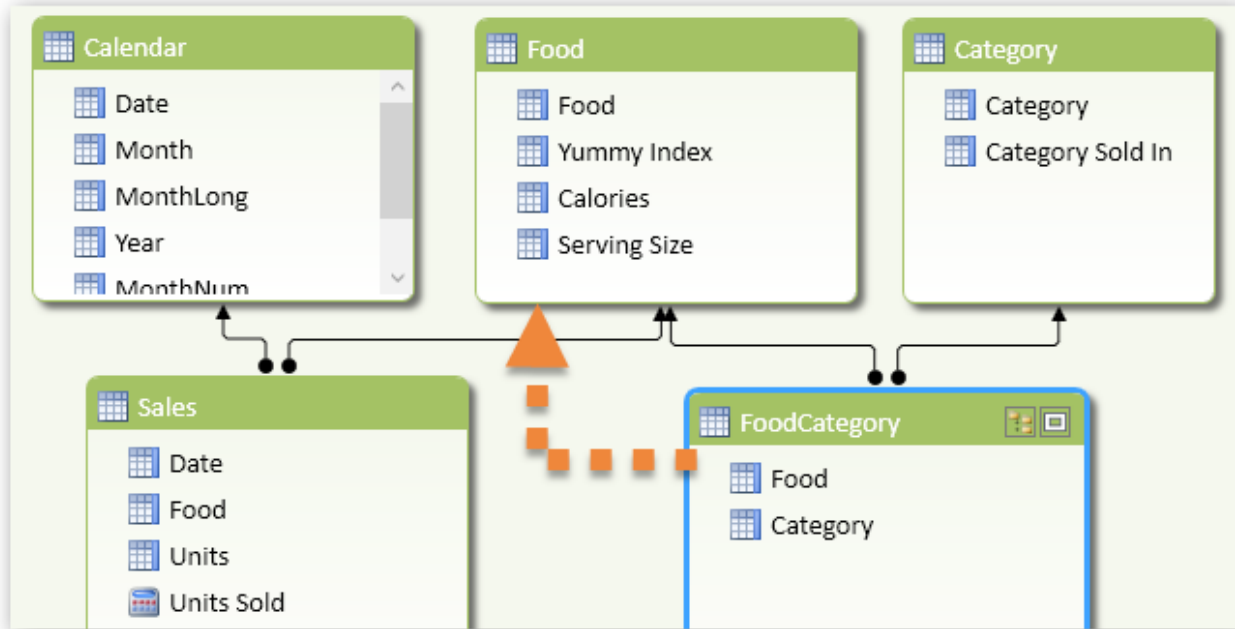 Calendar
Date
Month
MonthLong
Year
MonthNum
Food
Food
Yummy Index
Calories
Serving Size
Category
Category
Category Sold In
Sales
Date
Food
Units
Units Sold
FoodCategory
Food
Category